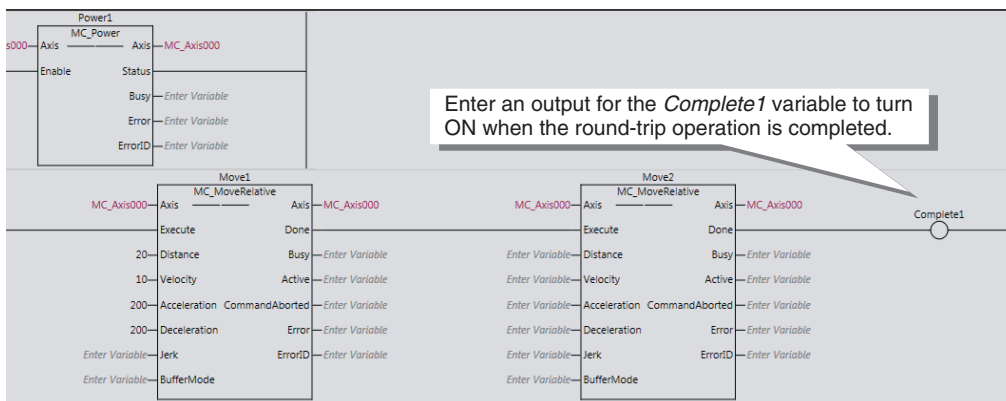 Power1
MC_Power
s000 Axis Axis MC_Axis000
Enable Status
Busy Enter Variable
Error Enter Variable
ErrorID Enter Variable
Enter an output for the Complete1 variable to turn
ON when the round-trip operation is completed.
Move1
MC_MoveRelative
MC_Axis000 Axis Axis MC_Axis000
Execute Done
20 Distance Busy Enter Variable
10 Velocity Active Enter Variable
200 Acceleration CommandAborted Enter Variable
200 Deceleration Error Enter Variable
Enter Variable Jerk ErrorID Enter Variable
Enter Variable BufferMode
Move2
MC_MoveRelative
MC_Axis000 Axis Axis MC_Axis000
Execute Done
Enter Variable Distance Busy Enter Variable
Enter Variable Velocity Active Enter Variable
Enter Variable Acceleration CommandAborted Enter Variable
Enter Variable Deceleration Error Enter Variable
Enter Variable Jerk ErrorID Enter Variable
Enter Variable BufferMode
Complete1